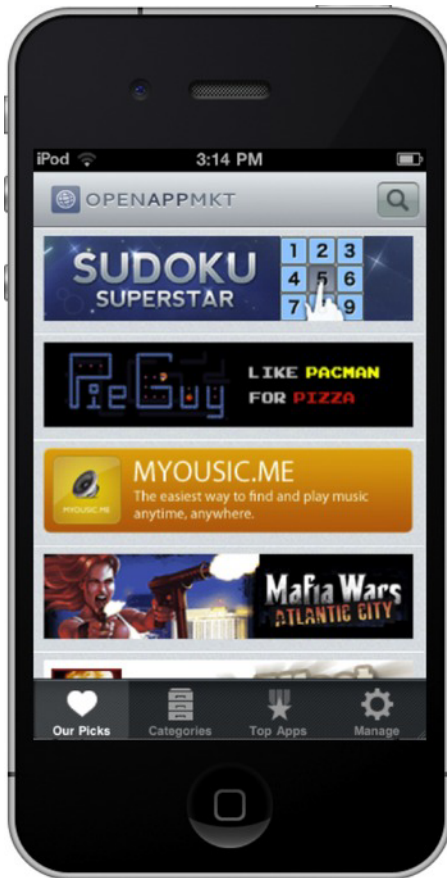 iPod
3:14 PM
OPENAPPMKT
SUDOKU
SUPERSTAR
1 2 3
4 5 6
7 9
PieGuy
LIKE PACMAN
FOR PIZZA
MYOUSIC.ME
MYOUSIC.ME
The easiest way to find and play music
anytime, anywhere.
Mafia Wars
ATLANTIC CITY
Our Picks
Categories
Top Apps
Manage